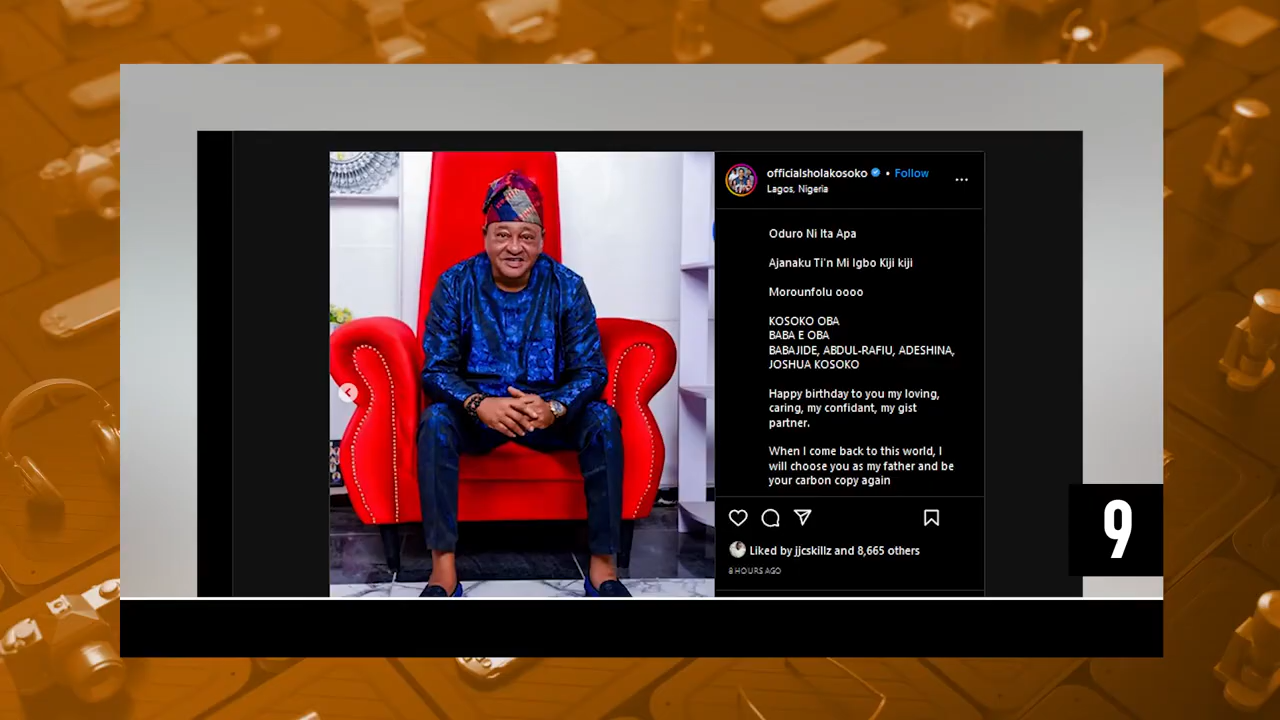 officialsholakosoko • Follow
Lagos, Nigeria
Oduro Ni Ita Apa
Ajanaku Ti'n Mi Igbo Kiji kiji
Morounfolu oooo
KOSOKO OBA
BABA E OBA
BABAJIDE, ABDUL-RAFIU, ADESHINA,
JOSHUA KOSOKO
Happy birthday to you my loving,
caring, my confidant, my gist
partner.
When I come back to this world, I
will choose you as my father and be
your carbon copy again
Liked by jjcskillz and 8,665 others
8 HOURS AGO
9